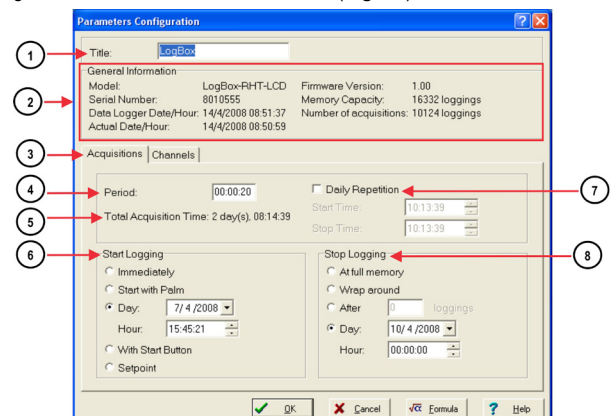 Parameters Configuration
1
Title: LogBox
General Information
2
Model: LogBox-RHT-LCD Firmware Version: 1.00
Serial Number: 8010555 Memory Capacity: 16332 loggings
Data Logger Date/Hour: 14/4/2008 08:51:37 Number of acquisitions: 10124 loggings
Actual Date/Hour: 14/4/2008 08:50:59
3
Acquisitions Channels
4
Period: 00:00:20
7
Daily Repetition
Start Time: 10:13:39
5
Total Acquisition Time: 2 day(s), 08:14:39
Stop Time: 10:13:39
6
Start Logging
Immediately
Start with Palm
Day: 7/ 4 /2008
Hour: 15:45:21
With Start Button
Setpoint
8
Stop Logging
At full memory
Wrap around
After 0 loggings
Day: 10/ 4 /2008
Hour: 00:00:00
OK Cancel √α Formula ? Help